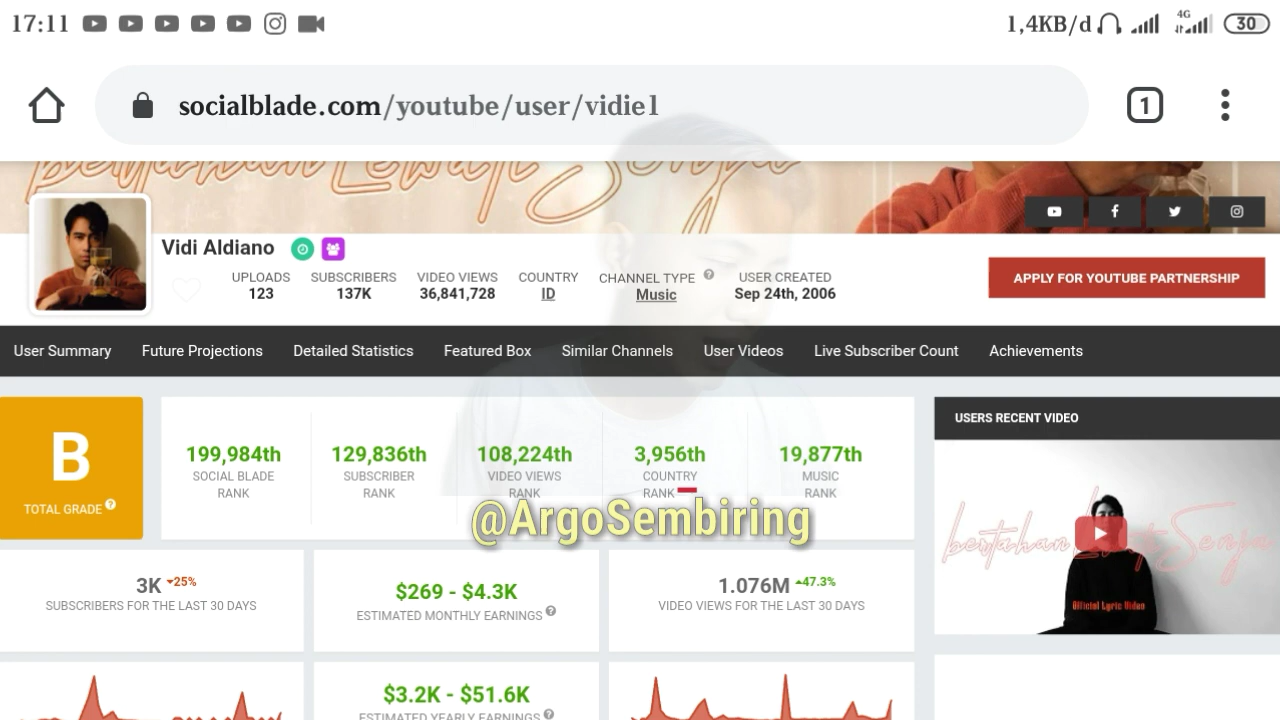 17:11
1,4KB/d
4G
30
socialblade.com/youtube/user/vidie1
1
bertahan Lewati Senja
Vidi Aldiano
UPLOADS
123
SUBSCRIBERS
137K
VIDEO VIEWS
36,841,728
COUNTRY
ID
CHANNEL TYPE ?
Music
USER CREATED
Sep 24th, 2006
APPLY FOR YOUTUBE PARTNERSHIP
User Summary
Future Projections
Detailed Statistics
Featured Box
Similar Channels
User Videos
Live Subscriber Count
Achievements
B
TOTAL GRADE ?
199,984th
SOCIAL BLADE
RANK
129,836th
SUBSCRIBER
RANK
108,224th
VIDEO VIEWS
RANK
3,956th
COUNTRY
RANK
19,877th
MUSIC
RANK
@ArgoSembiring
USERS RECENT VIDEO
bertahan Lewati Senja
Official Lyric Video
3K 25%
SUBSCRIBERS FOR THE LAST 30 DAYS
$269 - $4.3K
ESTIMATED MONTHLY EARNINGS ?
1.076M 47.3%
VIDEO VIEWS FOR THE LAST 30 DAYS
$3.2K - $51.6K
ESTIMATED YEARLY EARNINGS ?